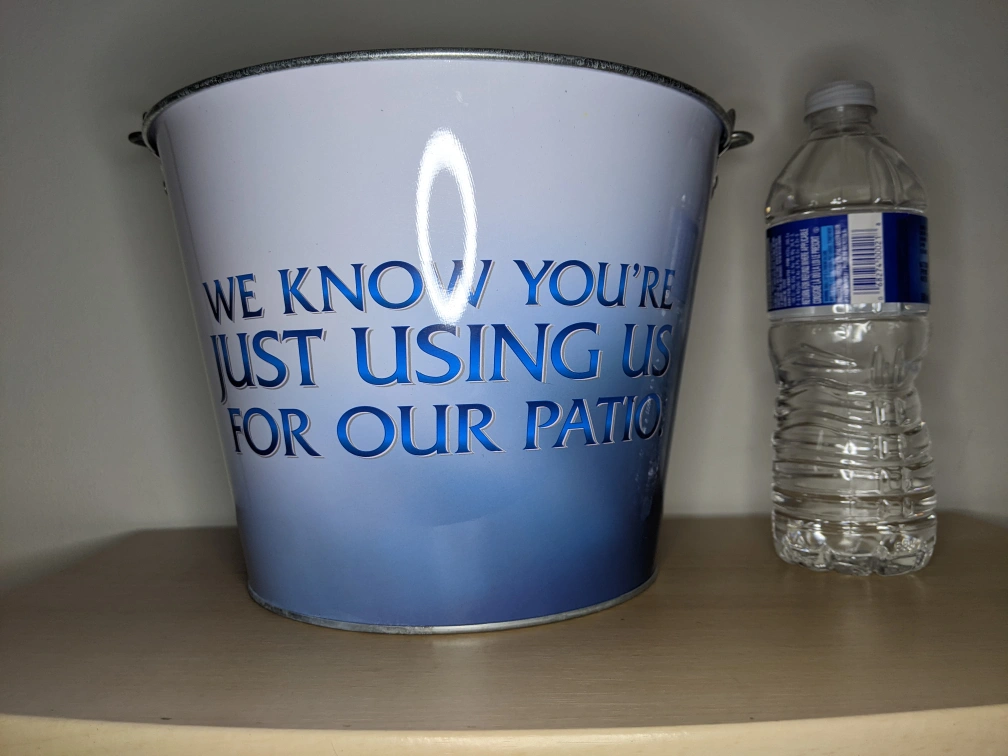 WE KNOW YOU'RE
JUST USING US
FOR OUR PATIO!